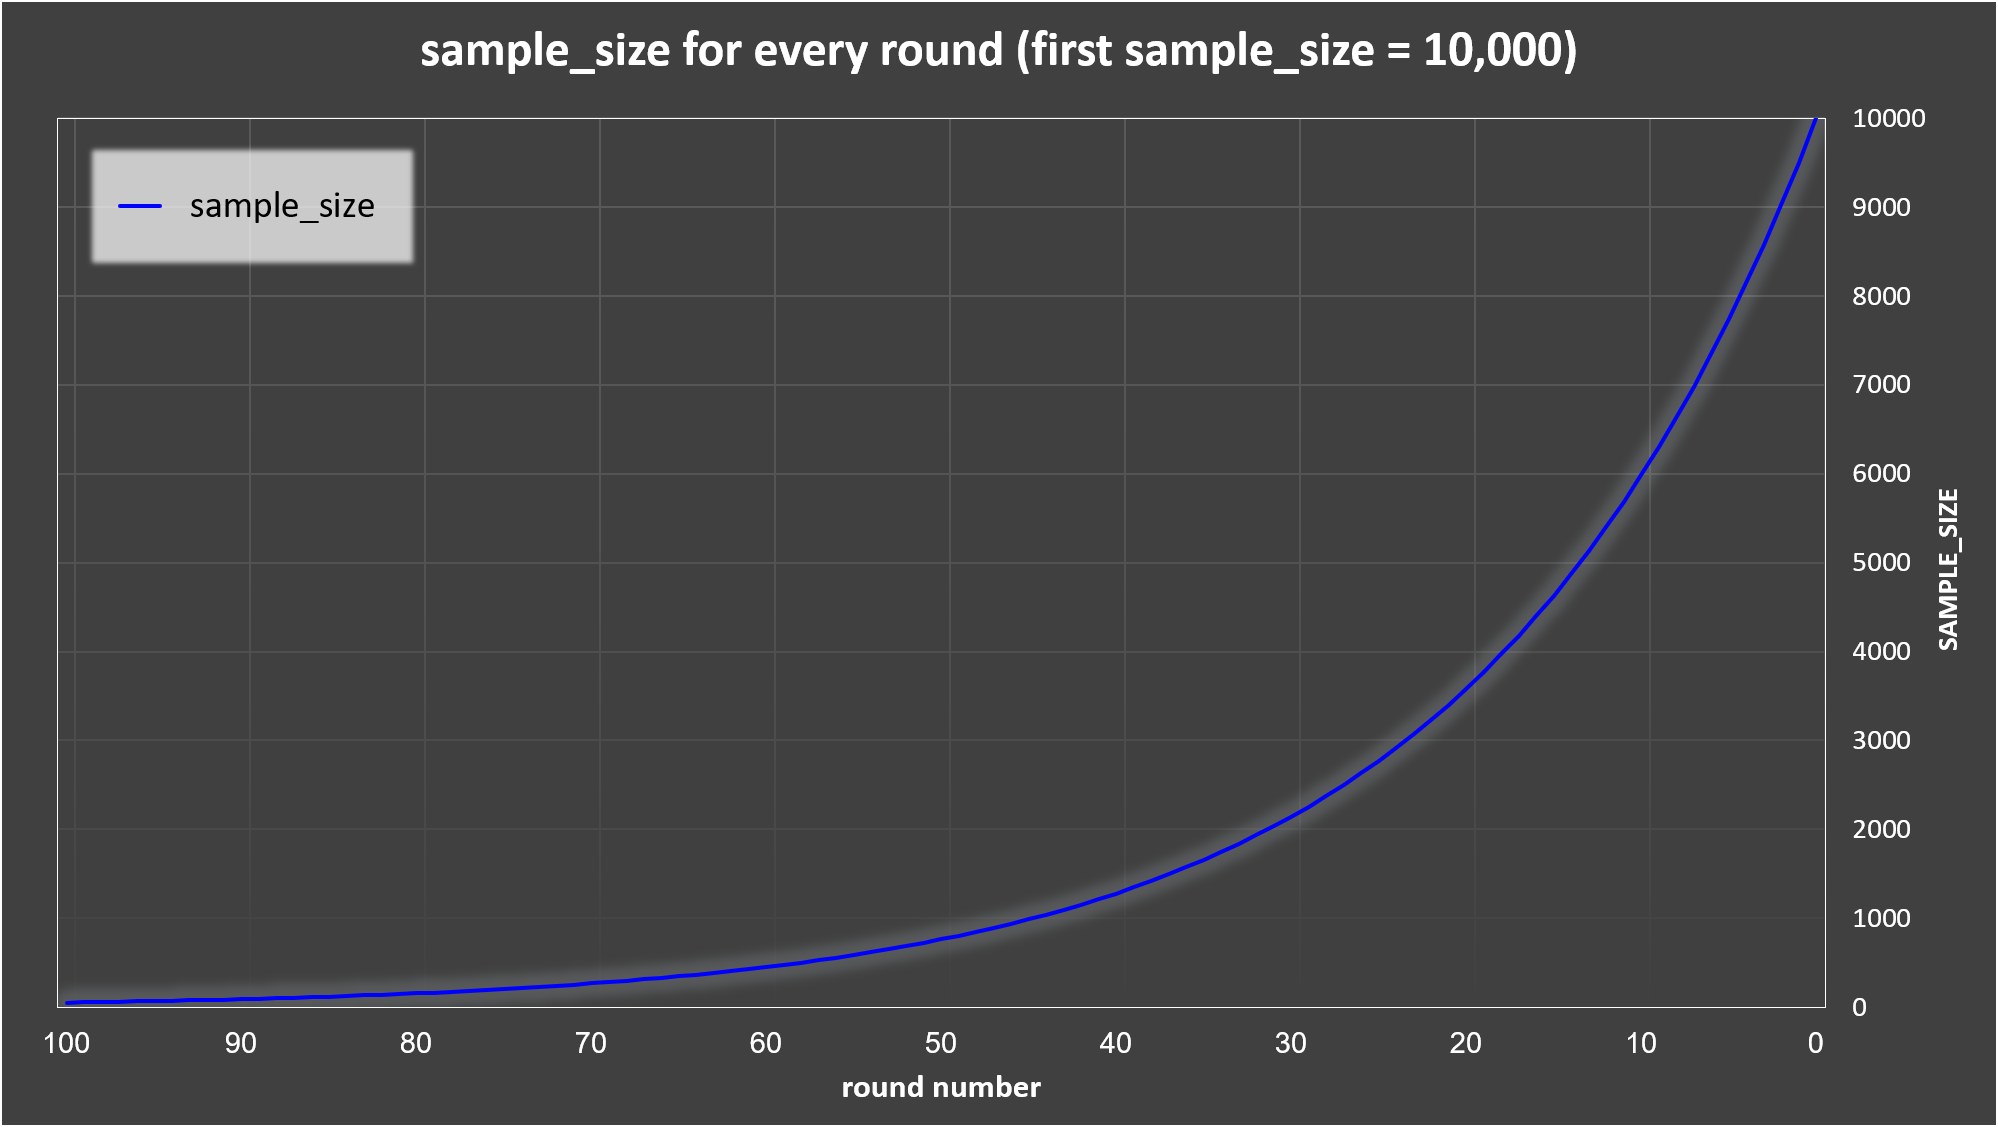 sample_size for every round (first sample_size = 10,000)
sample_size
10000
9000
8000
7000
6000
5000
4000
3000
2000
1000
0
SAMPLE_SIZE
100 90 80 70 60 50 40 30 20 10 0
round number